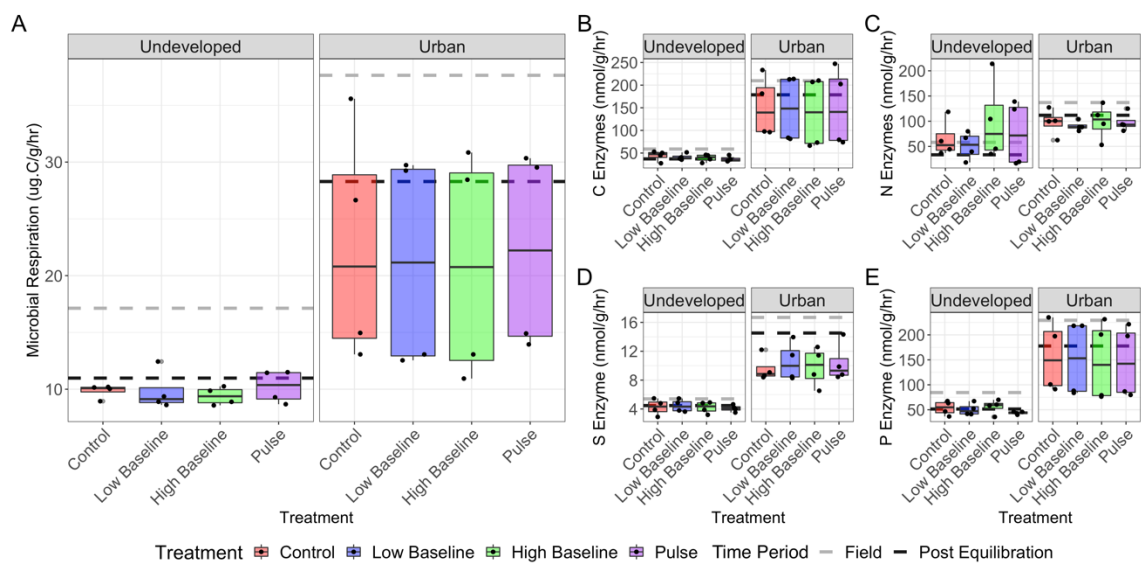 A
Undeveloped
Urban
Microbial Respiration (ug.C/g/hr)
30
20
10
Control
Low Baseline
High Baseline
Pulse
Control
Low Baseline
High Baseline
Pulse
Treatment
B
Undeveloped
Urban
C Enzymes (nmol/g/hr)
250
200
150
100
50
Control
Low Baseline
High Baseline
Pulse
Control
Low Baseline
High Baseline
Pulse
C
Undeveloped
Urban
N Enzymes (nmol/g/hr)
200
150
100
50
Control
Low Baseline
High Baseline
Pulse
Control
Low Baseline
High Baseline
Pulse
D
Undeveloped
Urban
S Enzyme (nmol/g/hr)
16
12
8
4
Control
Low Baseline
High Baseline
Pulse
Control
Low Baseline
High Baseline
Pulse
Treatment
E
Undeveloped
Urban
P Enzyme (nmol/g/hr)
200
150
100
50
Control
Low Baseline
High Baseline
Pulse
Control
Low Baseline
High Baseline
Pulse
Treatment
Treatment Control Low Baseline High Baseline Pulse Time Period Field Post Equilibration